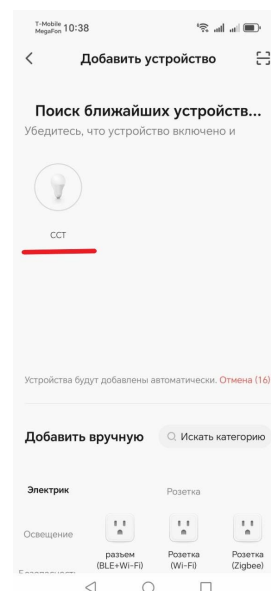 T-Mobile
MegaFon 10:38
Добавить устройство
Поиск ближайших устройств...
Убедитесь, что устройство включено и
CCT
Устройства будут добавлены автоматически. Отмена (16)
Добавить вручную
Искать категорию
Электрик
Розетка
Освещение
разъем
(BLE+Wi-Fi)
Розетка
(Wi-Fi)
Розетка
(Zigbee)